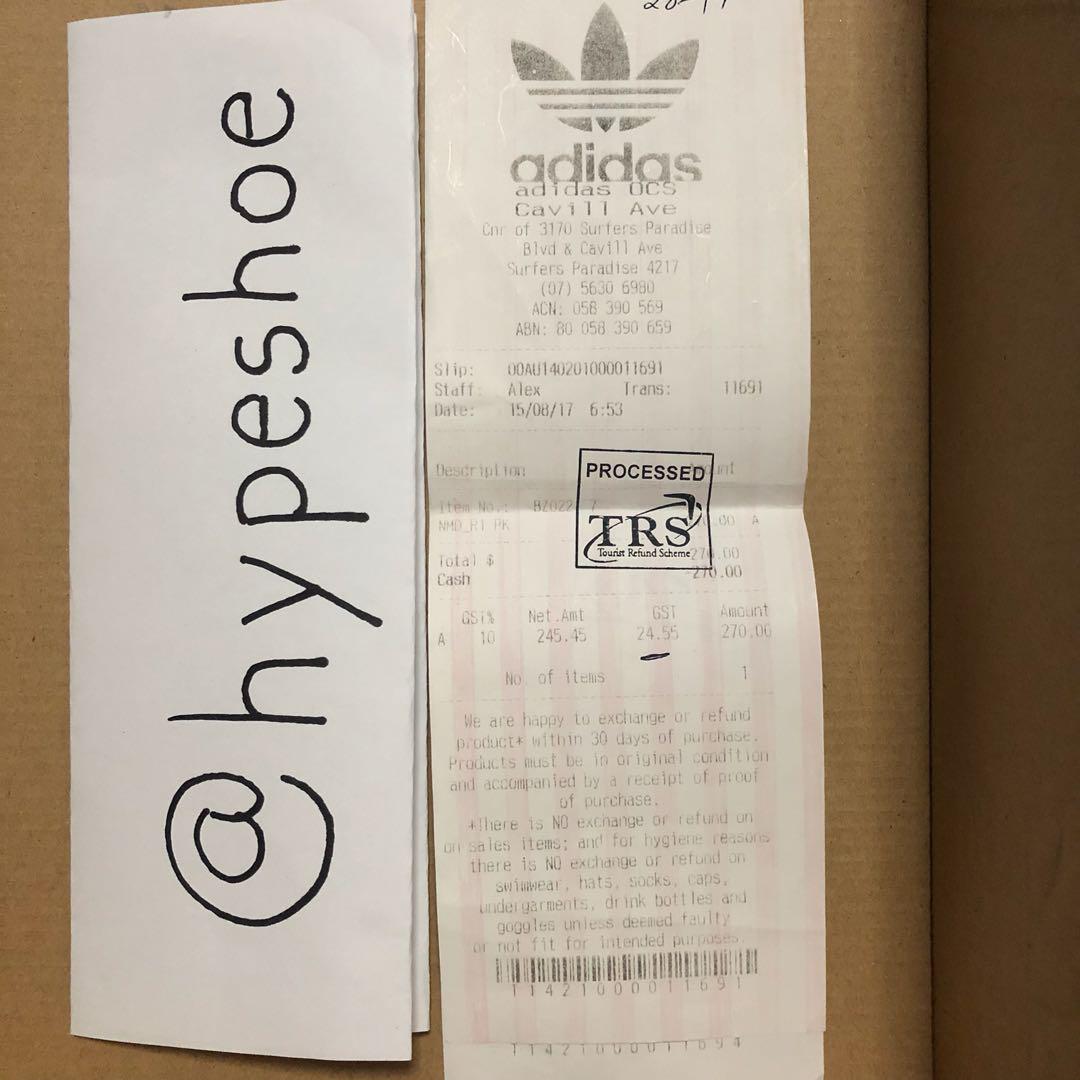 @hypeshoe
adidas
adidas OCS
Cavill Ave
Cnr of 3170 Surfers Paradise
Blvd & Cavill Ave
Surfers Paradise 4217
(07) 5630 6980
ACN: 058 390 569
ABN: 80 058 390 659
Slip: 00AU140201000011691
Staff: Alex Trans: 11691
Date: 15/08/17 6:53
Description
PROCESSED
TRS
Tourist Refund Scheme
Item No.:
NMD_R1 PK A
Total $ 270.00
Cash -270.00
GST% Net.Amt GST Amount
A 10 245.45 24.55 270.00
No. of items 1
We are happy to exchange or refund
product* within 30 days of purchase.
Products must be in original condition
and accompanied by a receipt of proof
of purchase.
*There is NO exchange or refund on
on sales items; and for hygiene reasons
there is NO exchange or refund on
swimwear, hats, socks, caps,
undergarments, drink bottles and
goggles unless deemed faulty
or not fit for intended purposes.
11421000011691
11421000011694